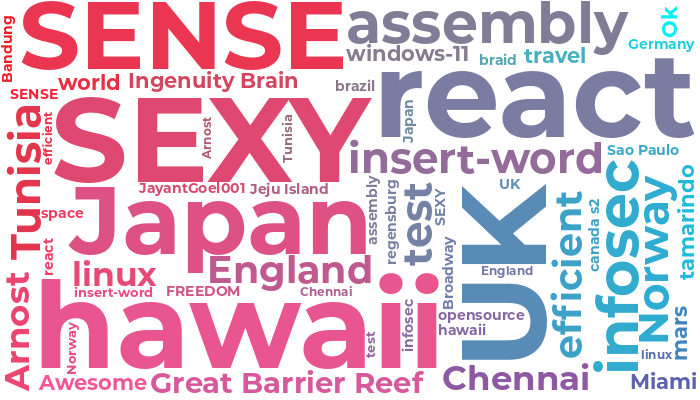 Bandung
SENSE
assembly
Ok
Germany
windows-11
braid
travel
world
Ingenuity Brain
brazil
react
SENSE
efficient
SEXY
Arnost
Tunisia
Japan
insert-word
Sao Paulo
Tunisia
JayantGoel001
Jeju Island
assembly
regensburg
test
SEXY
UK
UK
efficient
canada s2
infosec
Norway
tamarindo
space
Japan
react
linux
England
Broadway
England
insert-word
FREEDOM
Chennai
Arnost
hawaii
Norway
test
infosec
opensource
hawaii
linux
mars
Awesome
Great Barrier Reef
Chennai
Miami